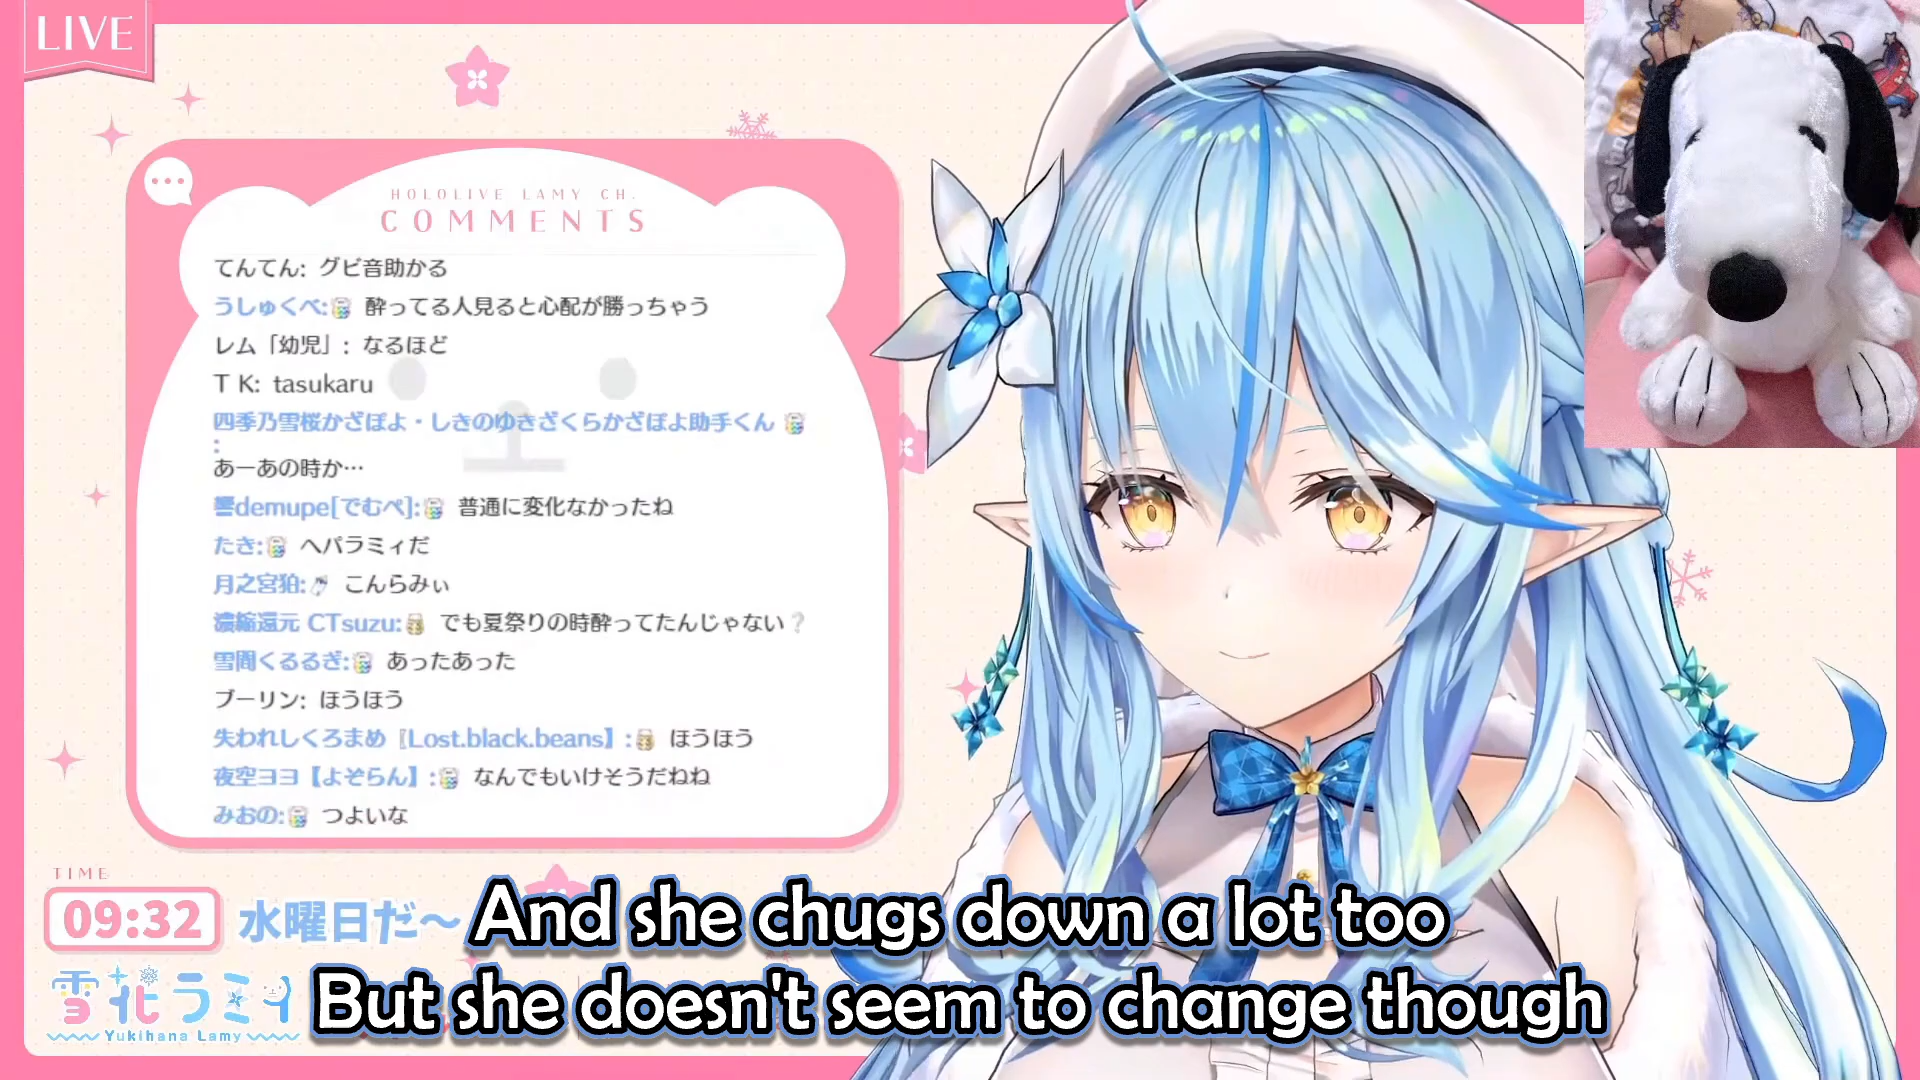 LIVE
HOLOLIVE LAMY CH.
COMMENTS
てんてん: グビ音助かる
うしゅくべ: 酔ってる人見ると心配が勝っちゃう
レム「幼児」: なるほど
T K: tasukaru
四季乃雪桜かざぽよ・しきのゆきざくらかざぽよ助手くん
:
あーあの時か…
響demupe[でむぺ]: 普通に変化なかったね
たき: ヘパラミィだ
月之宮狛: こんらみぃ
濃縮還元 CTsuzu: でも夏祭りの時酔ってたんじゃない?
雪間くるるぎ: あったあった
ブーリン: ほうほう
失われしくろまめ〖Lost.black.beans〗: ほうほう
夜空ヨヨ【よぞらん】: なんでもいけそうだねね
みおの: つよいな
TIME
09:32 水曜日だ～
And she chugs down a lot too
But she doesn't seem to change though
雪花ラミィ
Yukihana Lamy